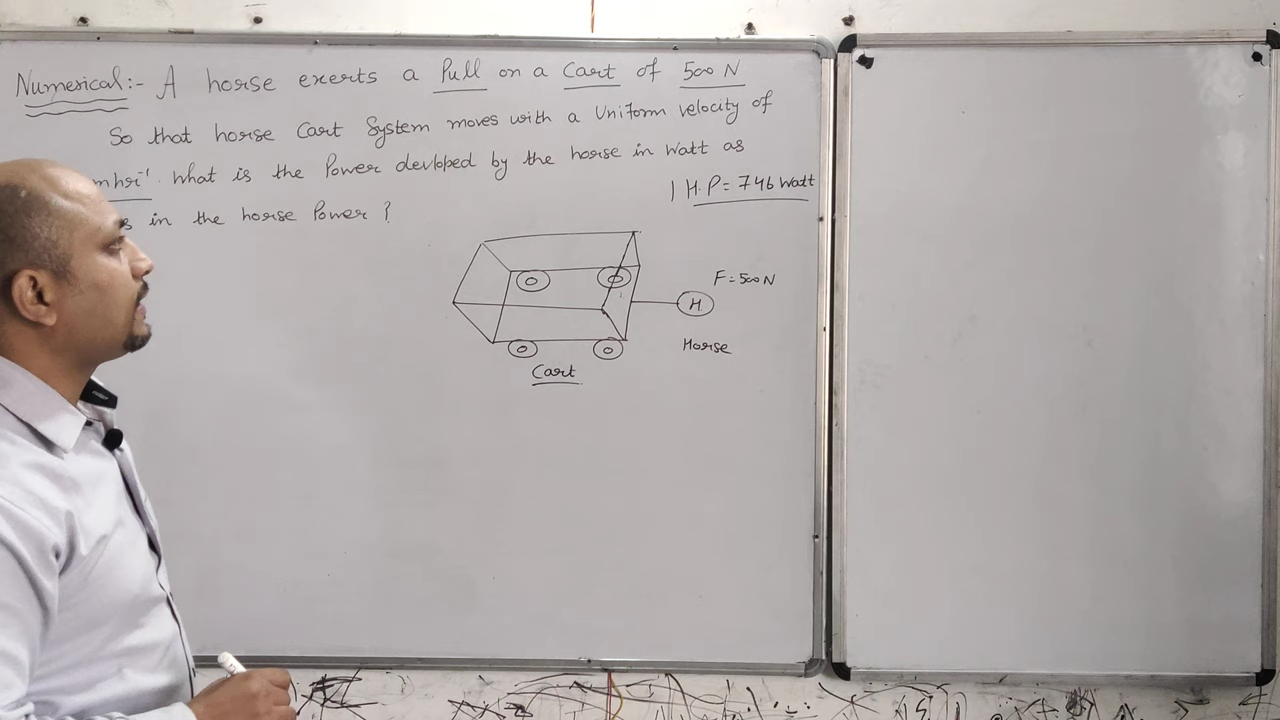 Numerical:- A horse exerts a Pull on a Cart of 500 N
So that horse Cart System moves with a Uniform velocity of
mhr⁻¹. What is the Power devloped by the horse in Watt as
1 H.P = 746 Watt
in the horse Power ?
F = 500 N
H
Horse
Cart